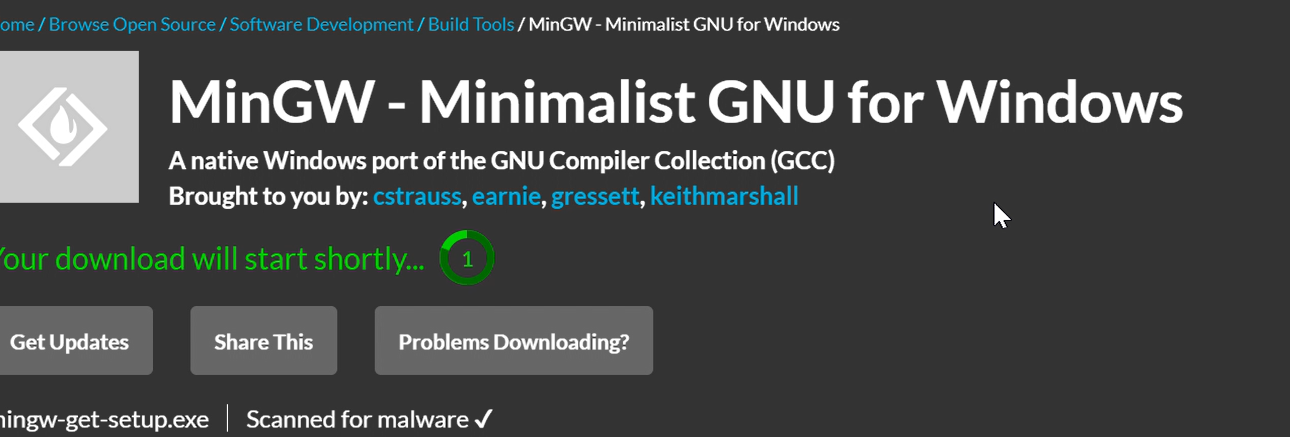 ome / Browse Open Source / Software Development / Build Tools / MinGW - Minimalist GNU for Windows
MinGW - Minimalist GNU for Windows
A native Windows port of the GNU Compiler Collection (GCC)
Brought to you by: cstrauss, earnie, gressett, keithmarshall
Your download will start shortly... 1
Get Updates Share This Problems Downloading?
mingw-get-setup.exe | Scanned for malware ✓